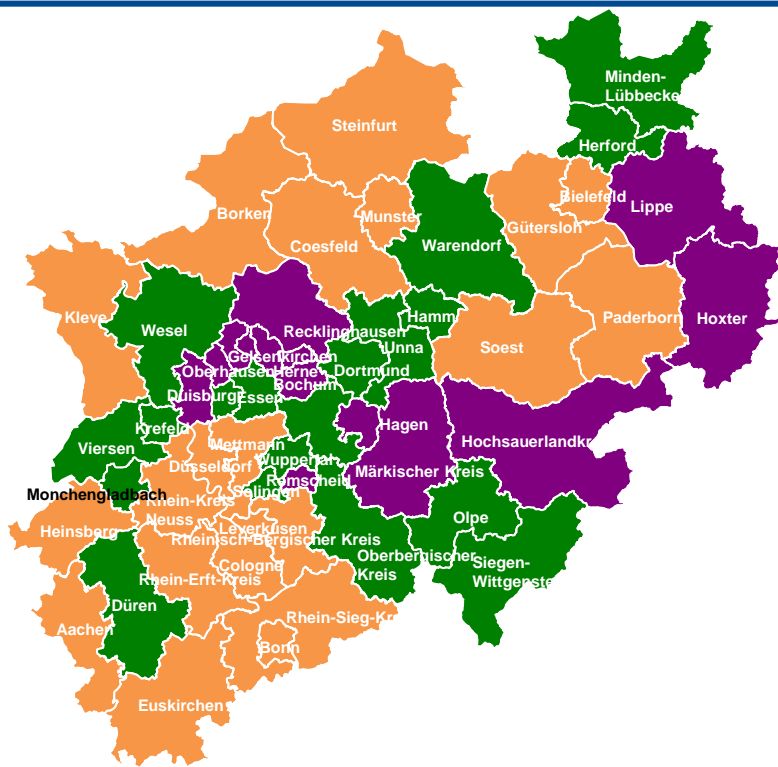 Minden-
Lübbecke
Steinfurt
Herford
Bielefeld
Lippe
Borken
Munster
Gütersloh
Coesfeld
Warendorf
Kleve
Wesel
Recklinghausen
Hamm
Paderborn
Hoxter
Unna
Soest
Gelsenkirchen
Oberhausen
Herne
Dortmund
Bochum
Duisburg
Essen
Krefeld
Hagen
Viersen
Mettmann
Hochsauerlandkr
Wuppertal
Düsseldorf
Märkischer Kreis
Remscheid
Monchengladbach
Solingen
Rhein-Kreis
Neuss
Olpe
Heinsberg
Leverkusen
Rheinisch-Bergischer Kreis
Oberbergischer
Kreis
Siegen-
Wittgenste
Cologne
Rhein-Erft-Kreis
Düren
Rhein-Sieg-Kre
Aachen
Bonn
Euskirchen